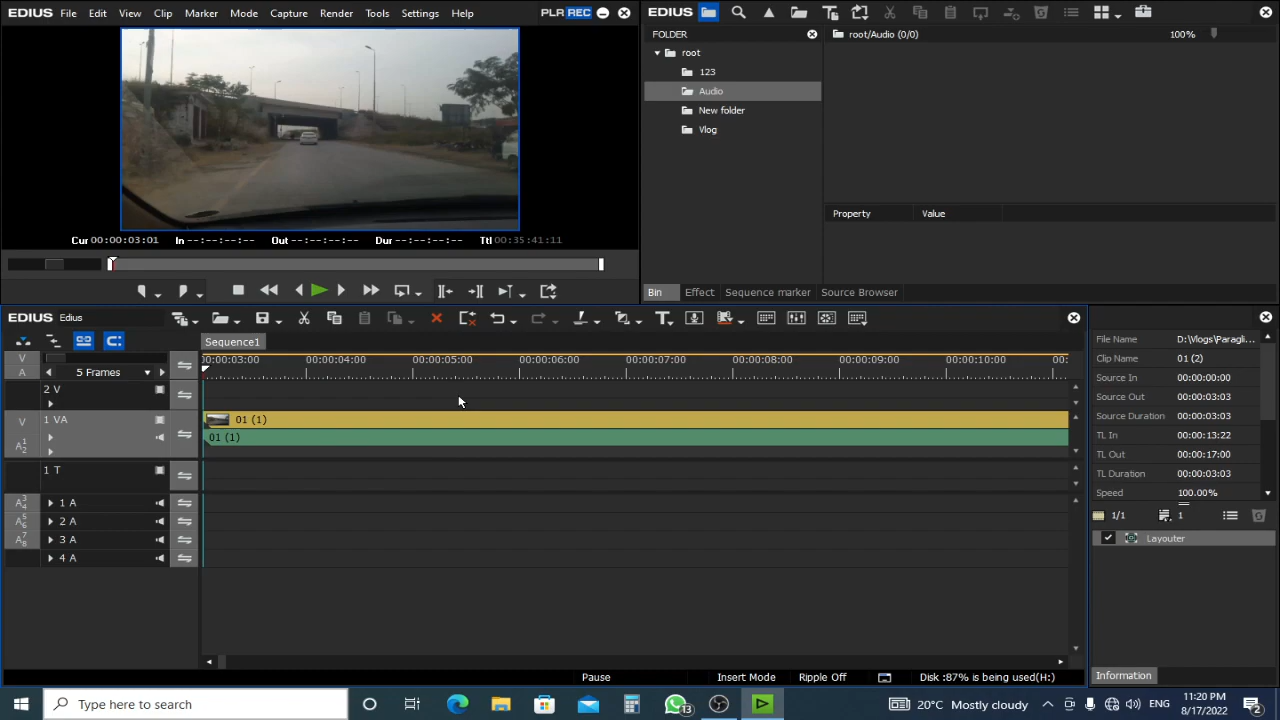 EDIUS File Edit View Clip Marker Mode Capture Render Tools Settings Help PLR REC
Cur 00:00:03:01 In --:--:--:-- Out --:--:--:-- Dur --:--:--:-- Ttl 00:35:41:11
EDIUS
FOLDER
root
123
Audio
New folder
Vlog
root/Audio (0/0) 100%
Property Value
Bin Effect Sequence marker Source Browser
EDIUS Edius
Sequence1
V
A
5 Frames
00:00:03:00 00:00:04:00 00:00:05:00 00:00:06:00 00:00:07:00 00:00:08:00 00:00:09:00 00:00:10:00 00:
2 V
V 1 VA 01 (1)
A12 01 (1)
1 T
A34 1 A
A56 2 A
A78 3 A
4 A
Pause Insert Mode Ripple Off Disk :87% is being used(H:)
File Name D:\Vlogs\Paragli...
Clip Name 01 (2)
Source In 00:00:00:00
Source Out 00:00:03:03
Source Duration 00:00:03:03
TL In 00:00:13:22
TL Out 00:00:17:00
TL Duration 00:00:03:03
Speed 100.00%
1/1 1
Layouter
Information
Type here to search
13
20°C Mostly cloudy
ENG
11:20 PM
8/17/2022
2